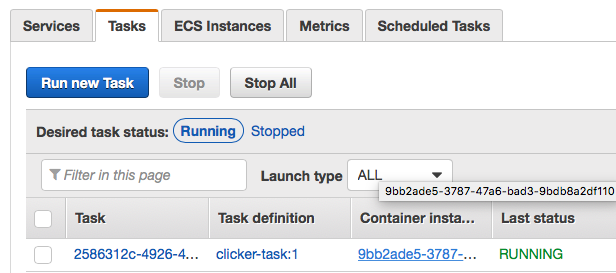 Services Tasks ECS Instances Metrics Scheduled Tasks
Run new Task Stop Stop All
Desired task status: Running Stopped
Filter in this page Launch type ALL
9bb2ade5-3787-47a6-bad3-9bdb8a2df110
Task Task definition Container insta... Last status
2586312c-4926-4... clicker-task:1 9bb2ade5-3787-... RUNNING